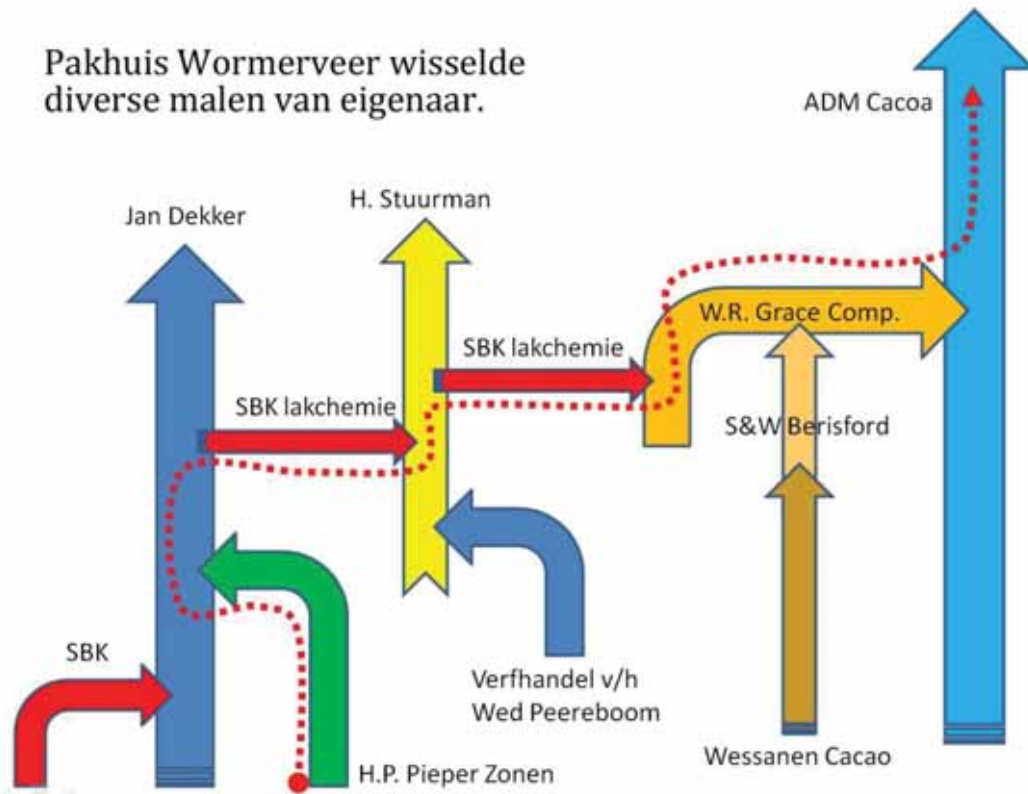 Pakhuis Wormerveer wisselde
diverse malen van eigenaar.
ADM Cacoa
H. Stuurman
Jan Dekker
W.R. Grace Comp.
SBK lakchemie
SBK lakchemie
S&W Berisford
SBK
Verfhandel v/h
Wed Peereboom
Wessanen Cacao
H.P. Pieper Zonen